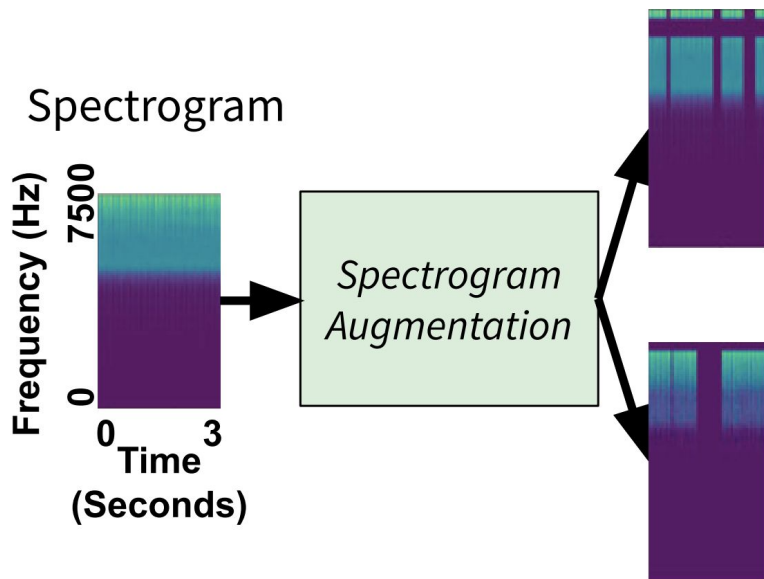 Spectrogram
Frequency (Hz)
7500
0
0 3
Time
(Seconds)
Spectrogram
Augmentation